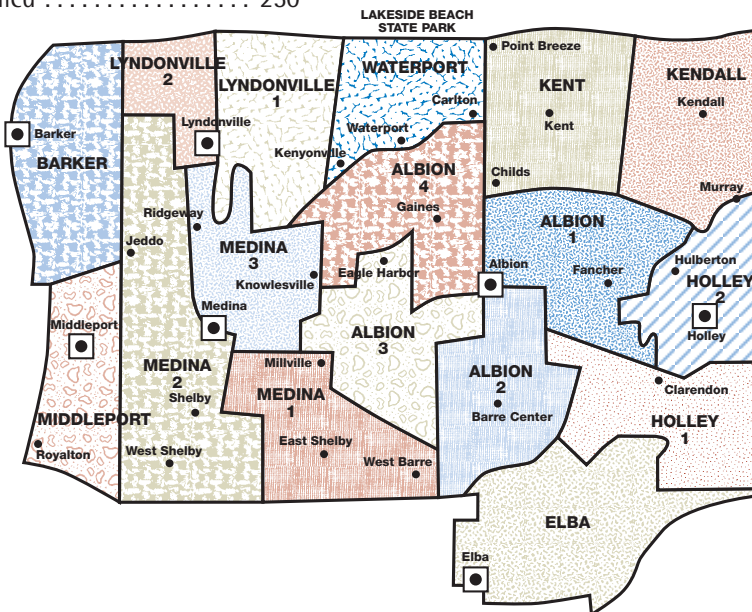 ................. 230
LAKESIDE BEACH
STATE PARK
Point Breeze
LYNDONVILLE
2
WATERPORT
KENDALL
LYNDONVILLE
1
KENT
Carlton
Kendall
Kent
Barker
Lyndonville
Waterport
BARKER
Kenyonville
ALBION
4
Childs
Murray
Gaines
Ridgeway
ALBION
1
Jeddo
MEDINA
3
Eagle Harbor
Albion
Fancher
Hulberton
Knowlesville
HOLLEY
2
Medina
Middleport
ALBION
3
Holley
MEDINA
2
Millville
ALBION
2
Clarendon
MEDINA
1
Shelby
Barre Center
MIDDLEPORT
HOLLEY
1
Royalton
West Shelby
East Shelby
West Barre
ELBA
Elba